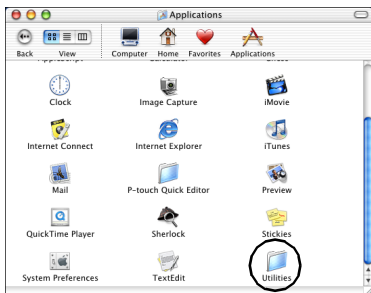 Applications
Back View Computer Home Favorites Applications
Clock Image Capture iMovie
Internet Connect Internet Explorer iTunes
Mail P-touch Quick Editor Preview
QuickTime Player Sherlock Stickies
System Preferences TextEdit Utilities